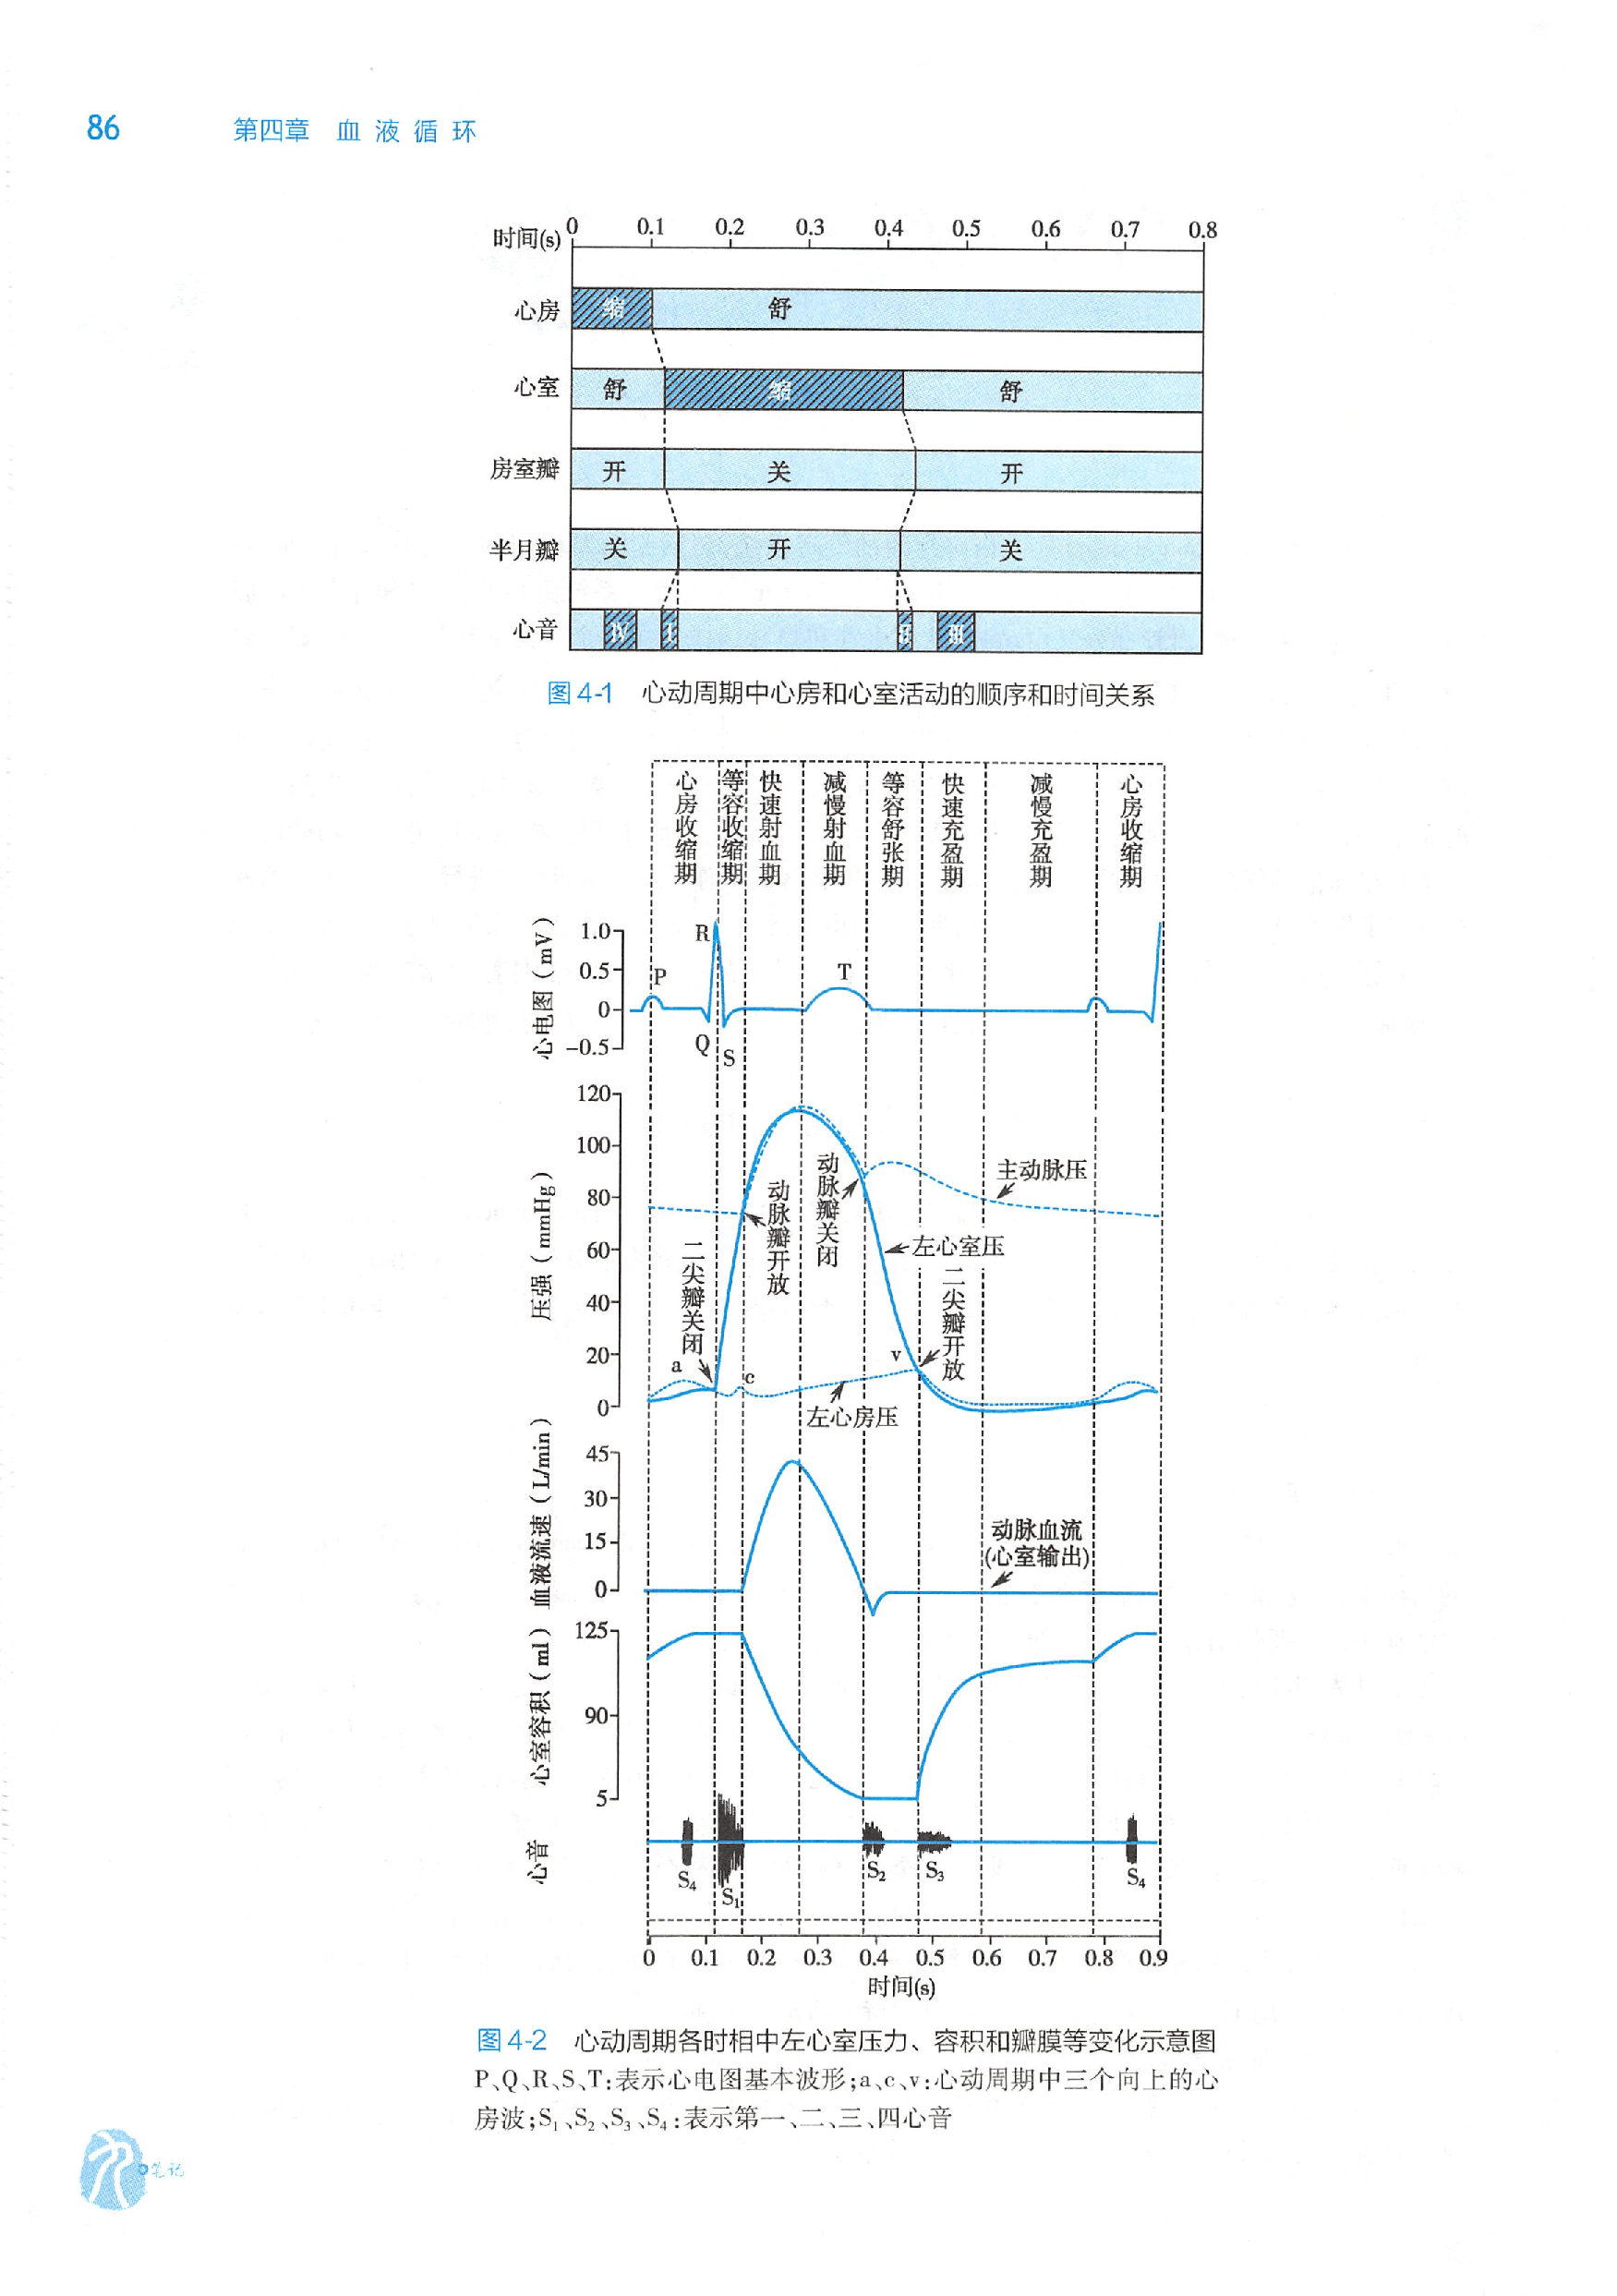 86 第四章 血液循环
时间(s) 0 0.1 0.2 0.3 0.4 0.5 0.6 0.7 0.8
心房 缩 舒
心室 舒 缩 舒
房室瓣 开 关 开
半月瓣 关 开 关
心音 Ⅳ Ⅰ Ⅱ Ⅲ
图 4-1 心动周期中心房和心室活动的顺序和时间关系
心房收缩期
等容收缩期
快速射血期
减慢射血期
等容舒张期
快速充盈期
减慢充盈期
心房收缩期
心电图（mV）
1.0
0.5
0
-0.5
P
R
Q
S
T
压强（mmHg）
120
100
80
60
40
20
0
二尖瓣关闭
动脉瓣开放
动脉瓣关闭
主动脉压
左心室压
二尖瓣开放
a
c
v
左心房压
血液流速（L/min）
45
30
15
0
动脉血流
(心室输出)
心室容积（ml）
125
90
5
心音
S₄
S₁
S₂
S₃
S₄
0 0.1 0.2 0.3 0.4 0.5 0.6 0.7 0.8 0.9
时间(s)
图 4-2 心动周期各时相中左心室压力、容积和瓣膜等变化示意图
P、Q、R、S、T：表示心电图基本波形；a、c、v：心动周期中三个向上的心
房波；S₁、S₂、S₃、S₄：表示第一、二、三、四心音
笔记